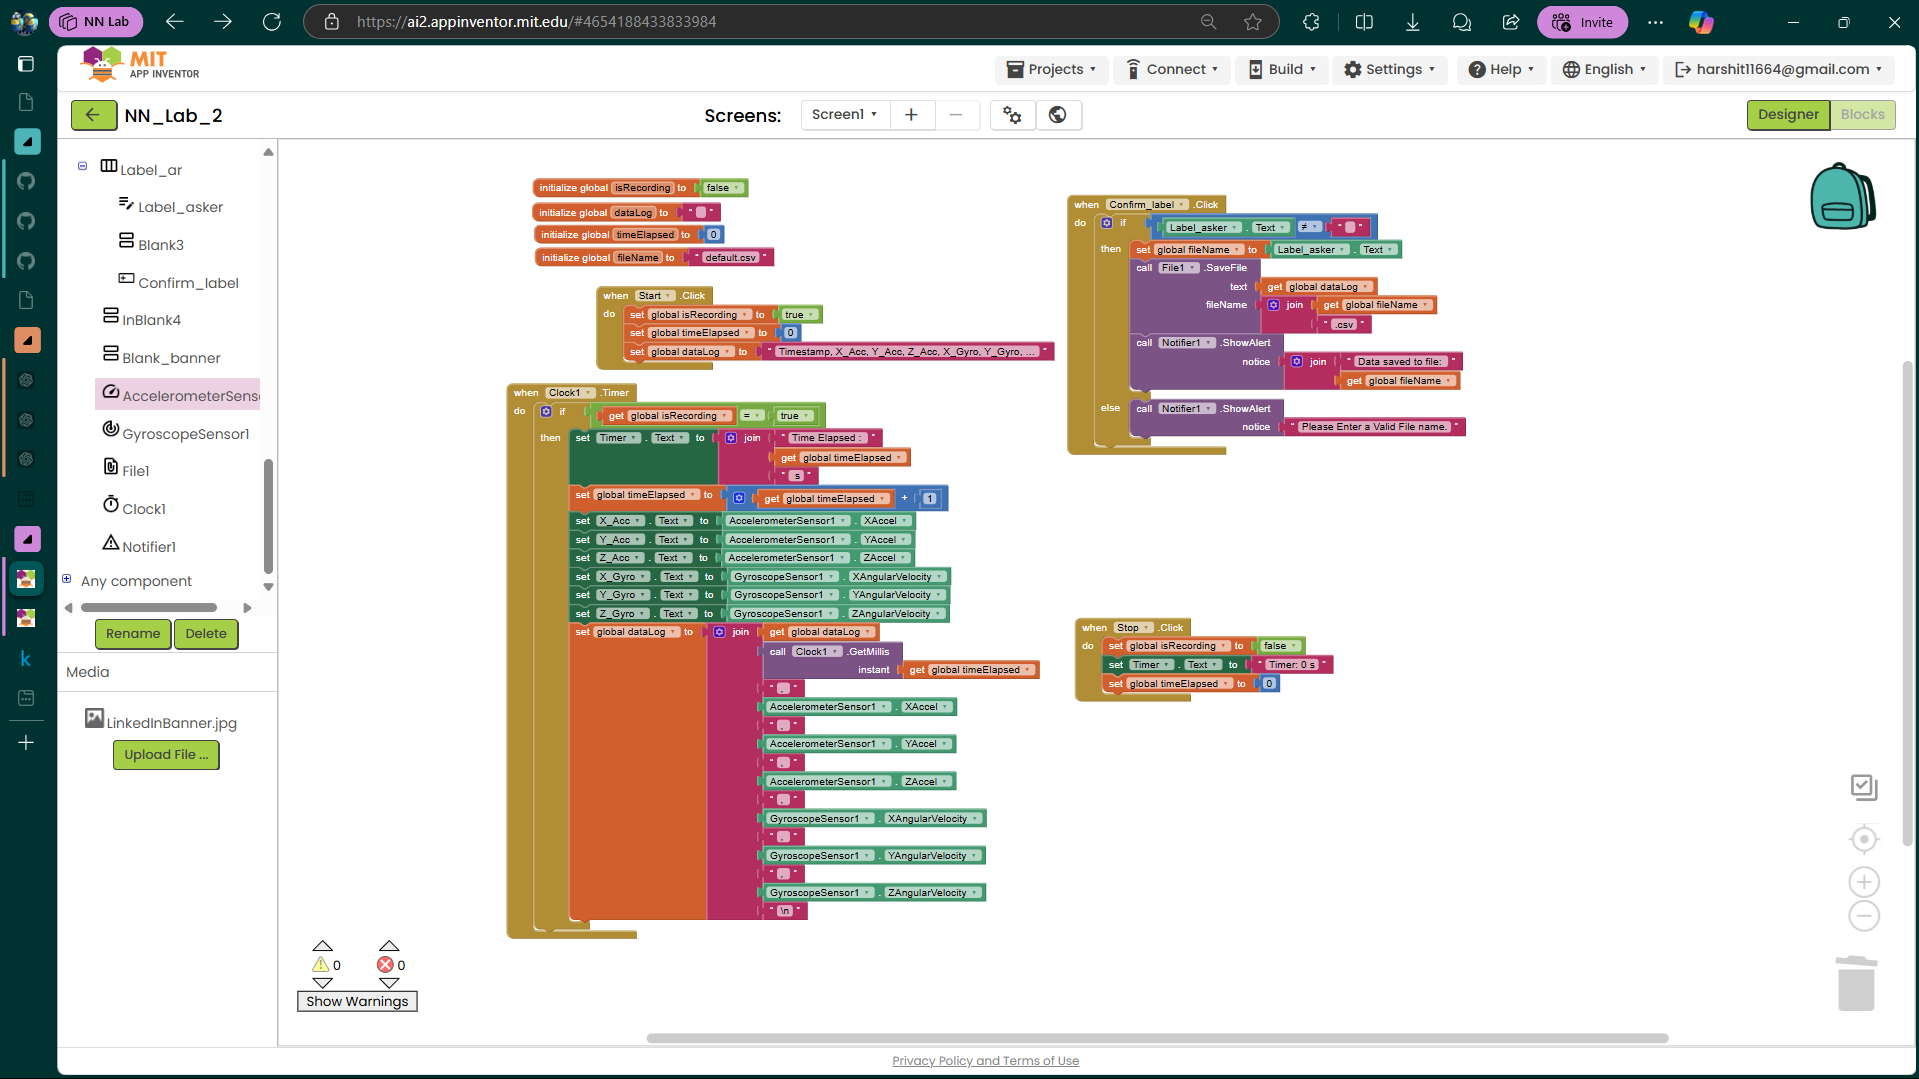 NN Lab
https://ai2.appinventor.mit.edu/#4654188433833984
Invite
MIT
APP INVENTOR
Projects
Connect
Build
Settings
Help
English
harshit11664@gmail.com
NN_Lab_2
Screens:
Screen1
Designer
Blocks
Label_ar
Label_asker
Blank3
Confirm_label
InBlank4
Blank_banner
AccelerometerSens
GyroscopeSensor1
File1
Clock1
Notifier1
Any component
Rename
Delete
Media
LinkedInBanner.jpg
Upload File ...
initialize global isRecording to false
initialize global dataLog to " "
initialize global timeElapsed to 0
initialize global fileName to " default.csv "
when Start .Click
do set global isRecording to true
set global timeElapsed to 0
set global dataLog to " Timestamp, X_Acc, Y_Acc, Z_Acc, X_Gyro, Y_Gyro, ... "
when Clock1 .Timer
do if get global isRecording = true
then set Timer . Text to join " Time Elapsed : "
get global timeElapsed
" s "
set global timeElapsed to get global timeElapsed + 1
set X_Acc . Text to AccelerometerSensor1 . XAccel
set Y_Acc . Text to AccelerometerSensor1 . YAccel
set Z_Acc . Text to AccelerometerSensor1 . ZAccel
set X_Gyro . Text to GyroscopeSensor1 . XAngularVelocity
set Y_Gyro . Text to GyroscopeSensor1 . YAngularVelocity
set Z_Gyro . Text to GyroscopeSensor1 . ZAngularVelocity
set global dataLog to join get global dataLog
call Clock1 .GetMillis
instant get global timeElapsed
" , "
AccelerometerSensor1 . XAccel
" , "
AccelerometerSensor1 . YAccel
" , "
AccelerometerSensor1 . ZAccel
" , "
GyroscopeSensor1 . XAngularVelocity
" , "
GyroscopeSensor1 . YAngularVelocity
" , "
GyroscopeSensor1 . ZAngularVelocity
" \n "
when Confirm_label .Click
do if Label_asker . Text ≠ " "
then set global fileName to Label_asker . Text
call File1 .SaveFile
text get global dataLog
fileName join get global fileName
" .csv "
call Notifier1 .ShowAlert
notice join " Data saved to file: "
get global fileName
else call Notifier1 .ShowAlert
notice " Please Enter a Valid File name. "
when Stop .Click
do set global isRecording to false
set Timer . Text to " Timer: 0 s "
set global timeElapsed to 0
0
0
Show Warnings
Privacy Policy and Terms of Use